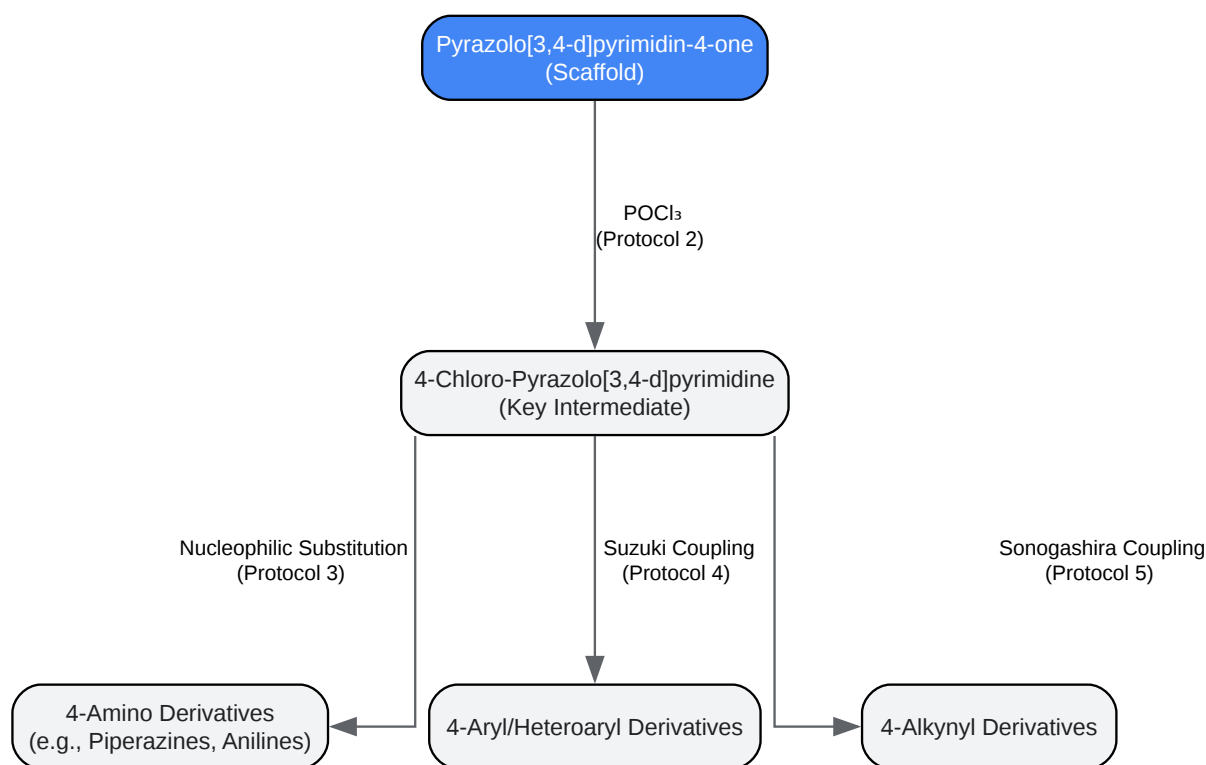 Pyrazolo[3,4-d]pyrimidin-4-one
(Scaffold)
POCl₃
(Protocol 2)
4-Chloro-Pyrazolo[3,4-d]pyrimidine
(Key Intermediate)
Nucleophilic Substitution
(Protocol 3)
Suzuki Coupling
(Protocol 4)
Sonogashira Coupling
(Protocol 5)
4-Amino Derivatives
(e.g., Piperazines, Anilines)
4-Aryl/Heteroaryl Derivatives
4-Alkynyl Derivatives